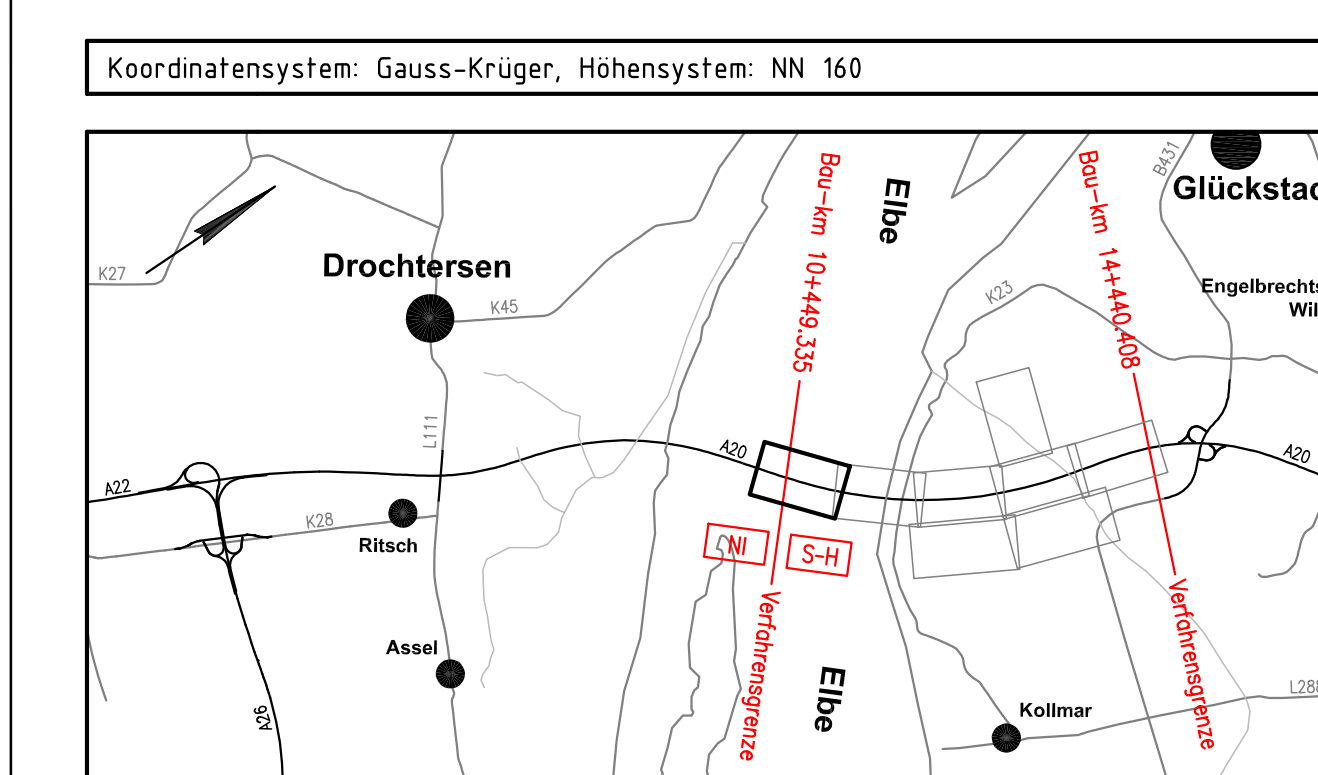 Koordinatensystem: Gauss-Krüger, Höhensystem: NN 160
Bau-km 10+449.335
Elbe
Bau-km 14+440.408
B431
Glückstad
K27
Drochtersen
K45
K23
Engelbrechts
Wil
L111
A20
A20
A22
K28
Ritsch
NI
S-H
Verfahrensgrenze
Verfahrensgrenze
Assel
Elbe
L288
A26
Kollmar